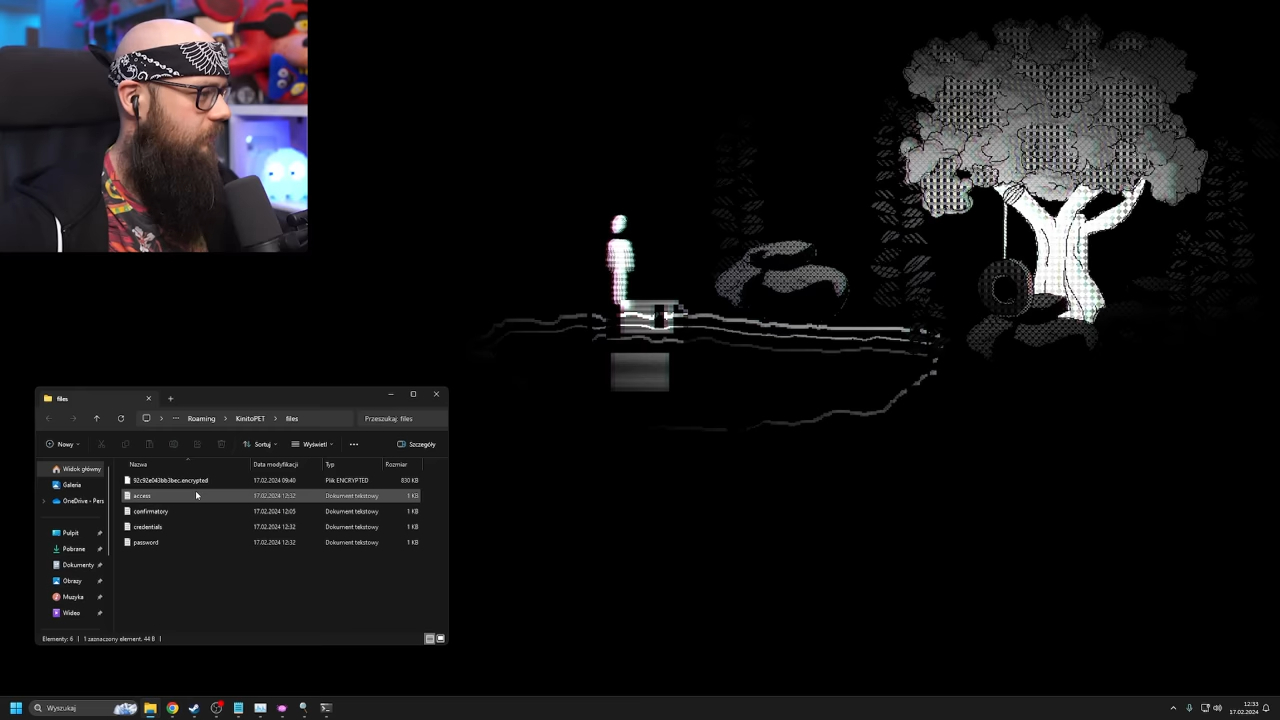 files
Roaming > KinitoPET > files
Przeszukaj: files
Nowy
Sortuj
Wyświetl
Szczegóły
Nazwa Data modyfikacji Typ Rozmiar
Widok główny
Galeria
OneDrive - Pers
Pulpit
Pobrane
Dokumenty
Obrazy
Muzyka
Wideo
92c92e043bb3bec.encrypted 17.02.2024 09:40 Plik ENCRYPTED 830 KB
access 17.02.2024 12:32 Dokument tekstowy 1 KB
confirmatory 17.02.2024 12:05 Dokument tekstowy 1 KB
credentials 17.02.2024 12:32 Dokument tekstowy 1 KB
password 17.02.2024 12:32 Dokument tekstowy 1 KB
Elementy: 6 | 1 zaznaczony element. 44 B |
Wyszukaj
12:33
17.02.2024